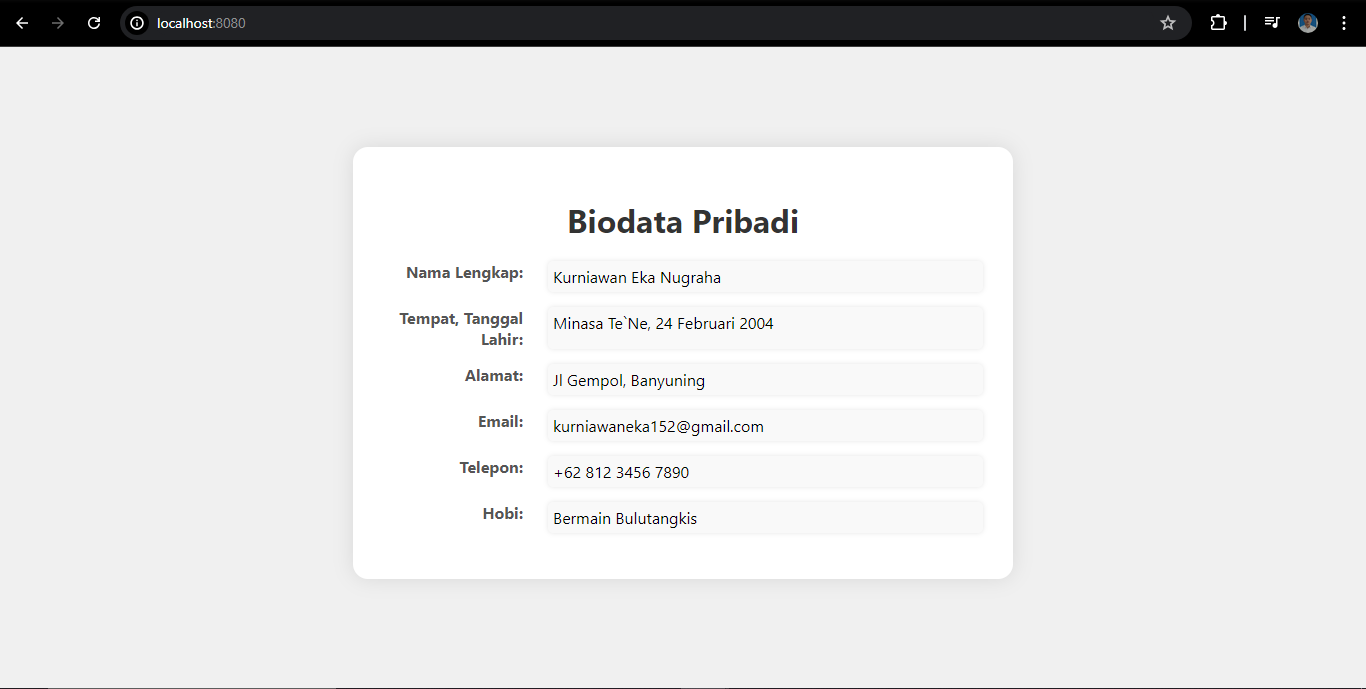 localhost:8080
Biodata Pribadi
Nama Lengkap: Kurniawan Eka Nugraha
Tempat, Tanggal Lahir: Minasa Te`Ne, 24 Februari 2004
Alamat: Jl Gempol, Banyuning
Email: kurniawaneka152@gmail.com
Telepon: +62 812 3456 7890
Hobi: Bermain Bulutangkis